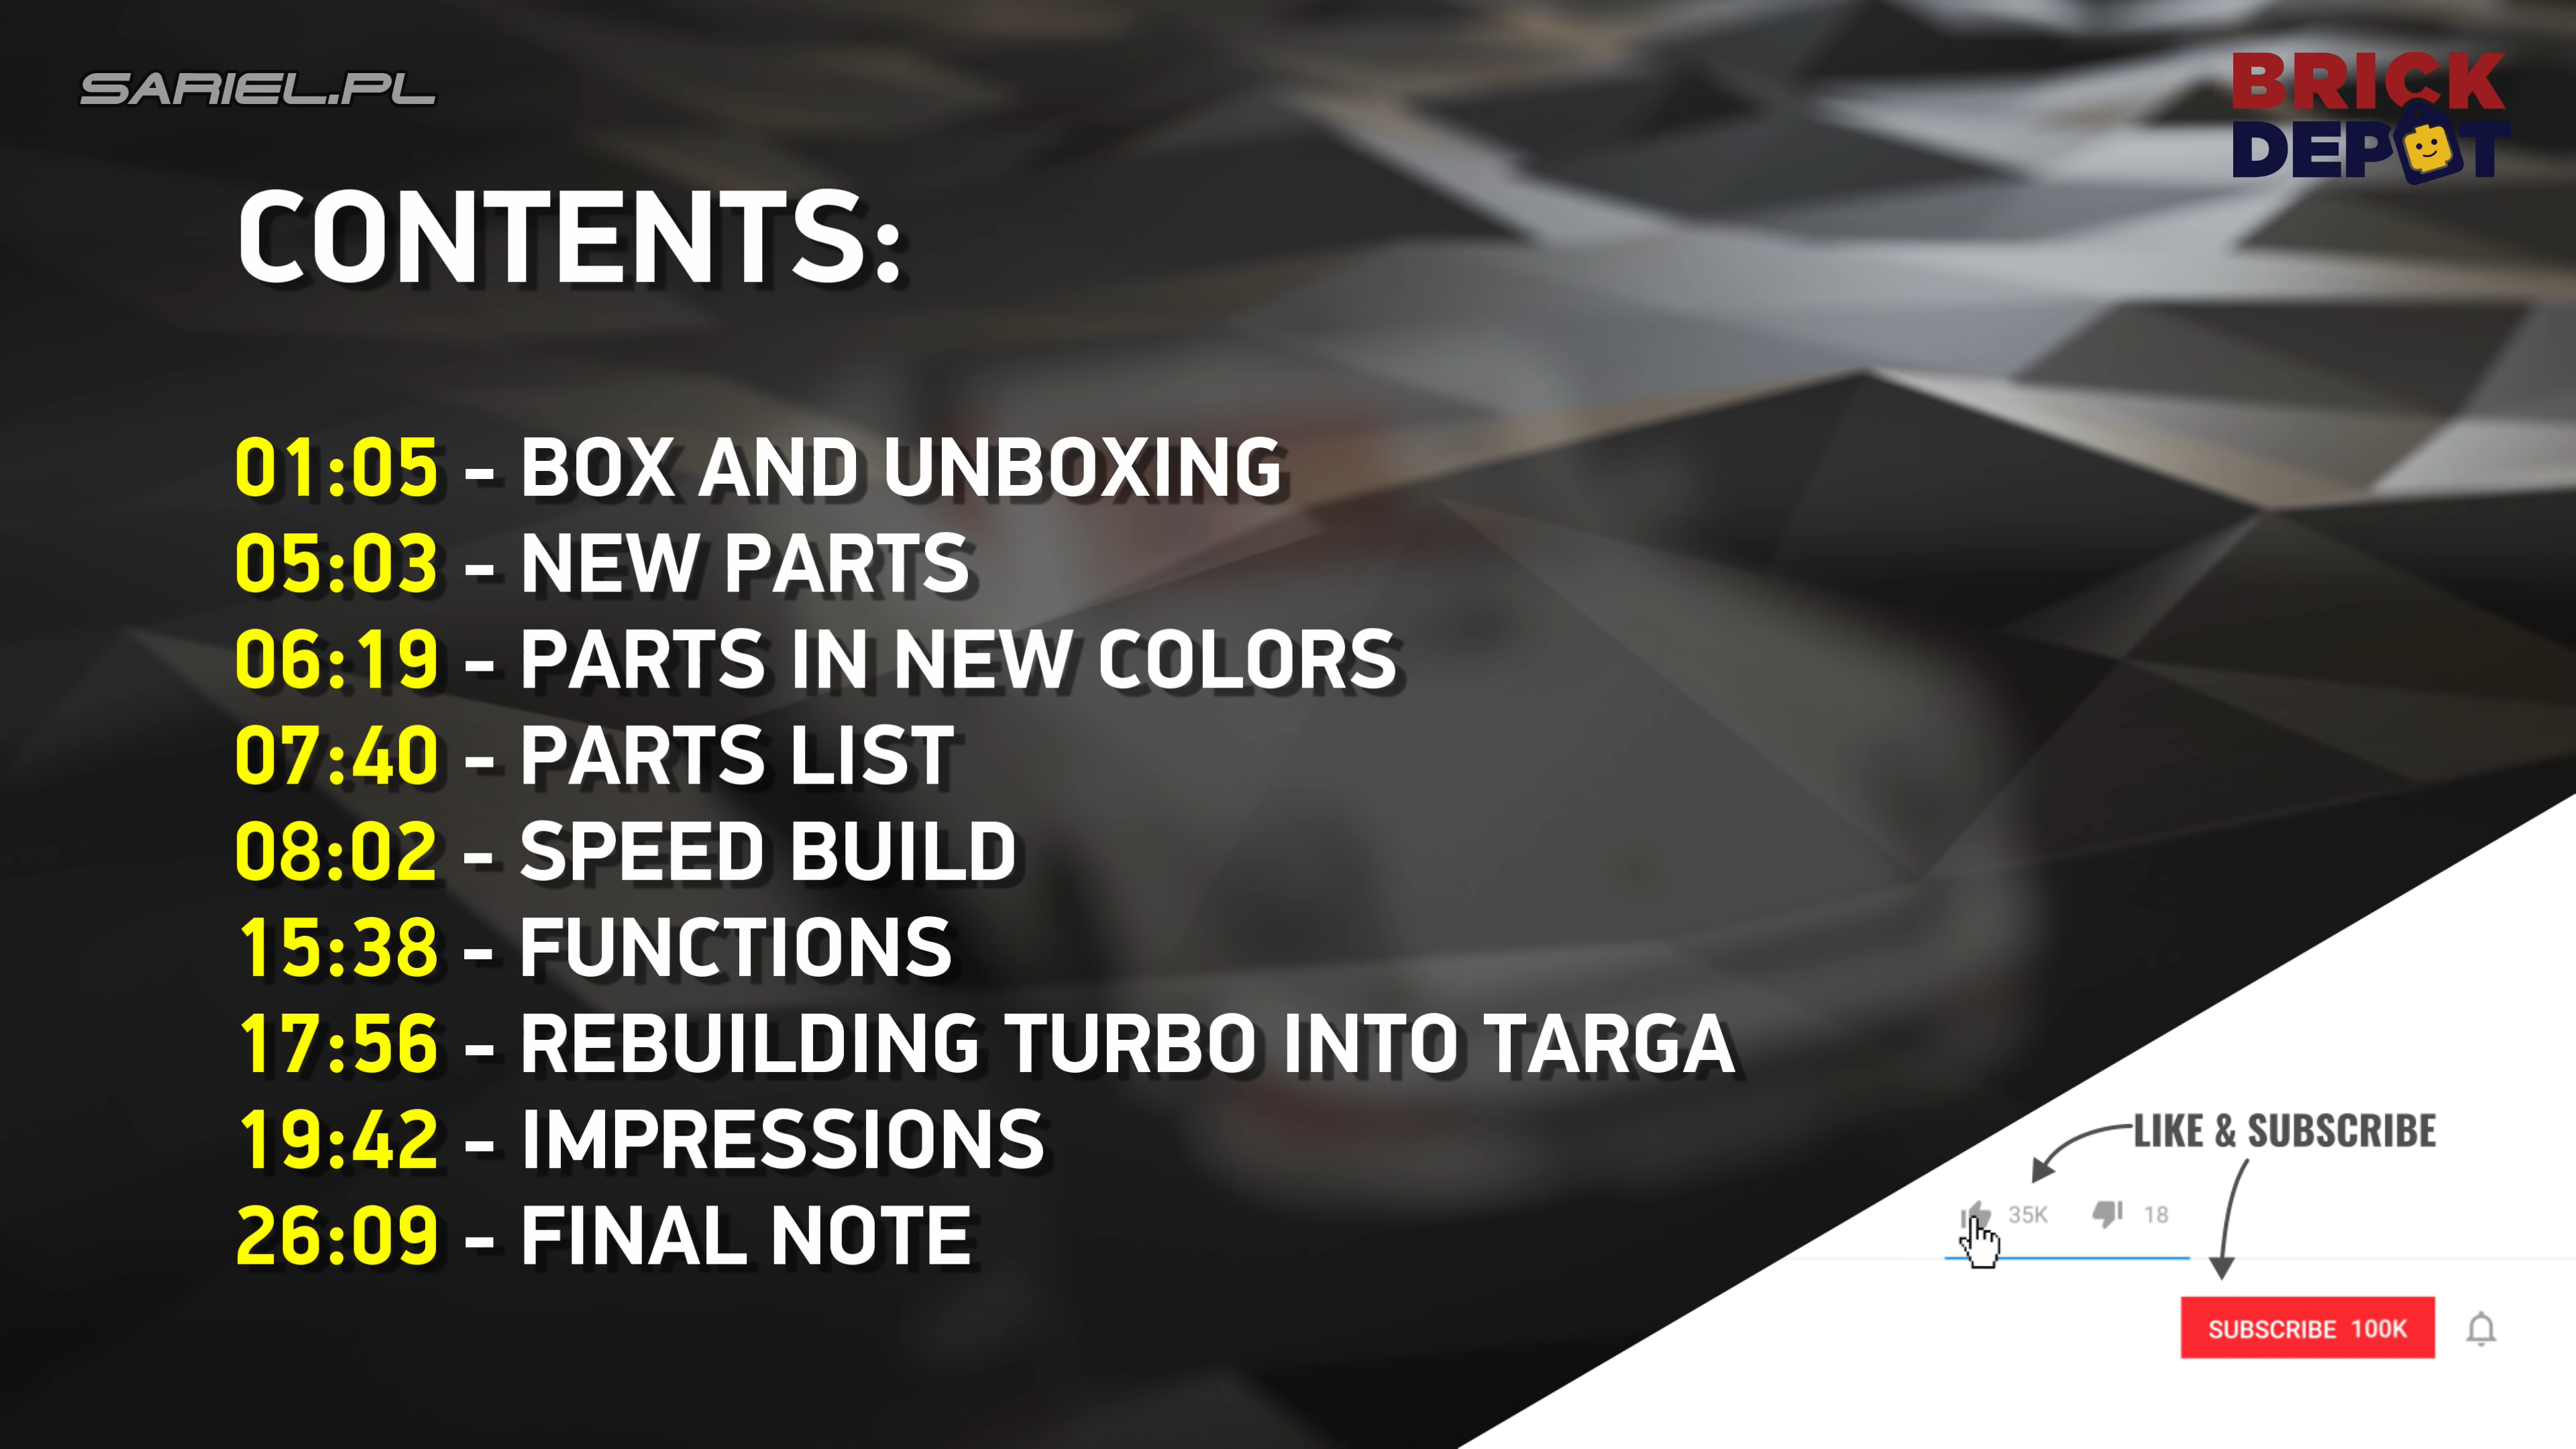 SARIEL.PL
BRICK
DEPOT
CONTENTS:
01:05 - BOX AND UNBOXING
05:03 - NEW PARTS
06:19 - PARTS IN NEW COLORS
07:40 - PARTS LIST
08:02 - SPEED BUILD
15:38 - FUNCTIONS
17:56 - REBUILDING TURBO INTO TARGA
19:42 - IMPRESSIONS
26:09 - FINAL NOTE
LIKE & SUBSCRIBE
35K 18
SUBSCRIBE 100K